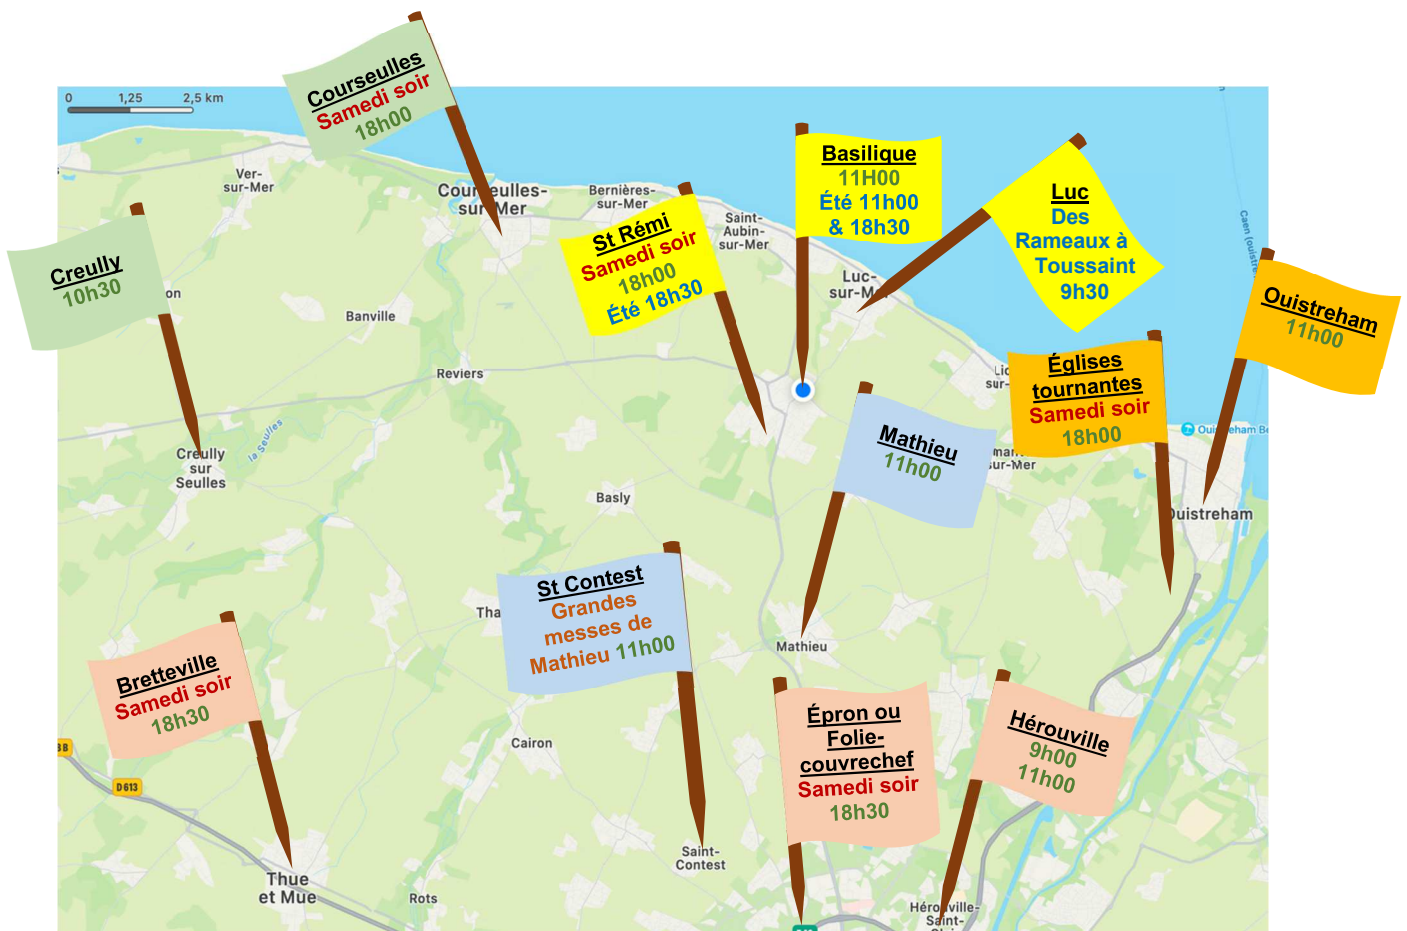 Courseulles
Samedi soir
18h00
0 1,25 2,5 km
Basilique
11H00
Été 11h00
& 18h30
Luc
Des
Rameaux à
Toussaint
9h30
Ver-
sur-Mer
Bernières-
sur-Mer
Saint-
Aubin-
sur-Mer
St Rémi
Samedi soir
18h00
Été 18h30
Creully
10h30
Banville
Reviers
Luc-
Ouistreham
11h00
Églises
tournantes
Samedi soir
18h00
Mathieu
11h00
sur-Mer
Creully
sur
Seulles
la Seulles
Basly
Ouistreham
St Contest
Grandes
messes de
Mathieu 11h00
Mathieu
Bretteville
Samedi soir
18h30
Épron ou
Folie-
couvrechef
Samedi soir
18h30
Hérouville
9h00
11h00
Cairon
D613
Saint-
Contest
Thue
et Mue
Rots
Saint-